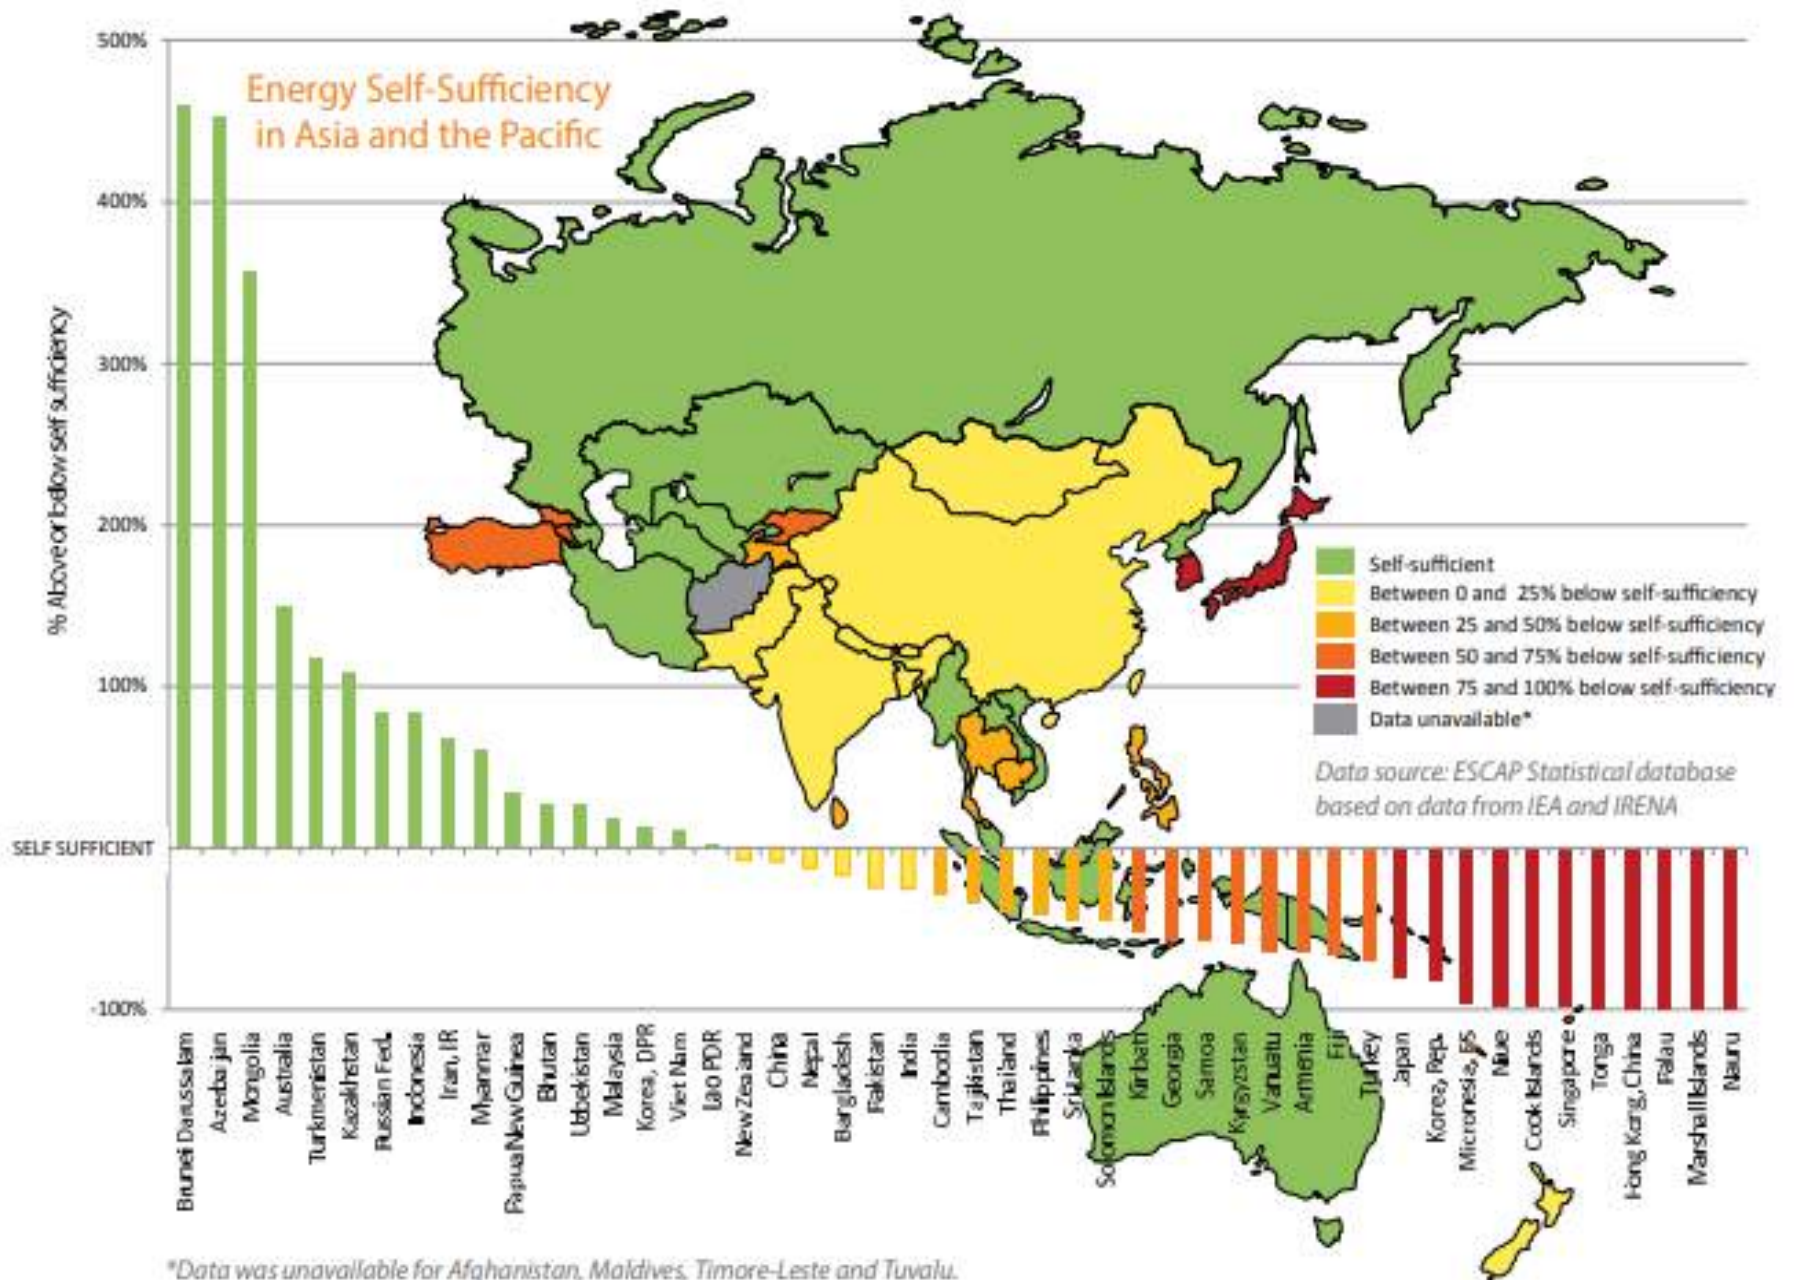 Energy Self-Sufficiency
in Asia and the Pacific
% Above or below self sufficiency
500%
400%
300%
200%
100%
SELF SUFFICIENT
-100%
Self-sufficient
Between 0 and 25% below self-sufficiency
Between 25 and 50% below self-sufficiency
Between 50 and 75% below self-sufficiency
Between 75 and 100% below self-sufficiency
Data unavailable*
Data source: ESCAP Statistical database
based on data from IEA and IRENA
Brunei Darussalam
Azerbaijan
Mongolia
Australia
Turkmenistan
Kazakhstan
Russian Fed.
Indonesia
Iran, IR
Myanmar
Papua New Guinea
Bhutan
Uzbekistan
Malaysia
Korea, DPR
Viet Nam
Lao PDR
New Zealand
China
Nepal
Bangladesh
Pakistan
India
Cambodia
Tajikistan
Thailand
Philippines
Sri Lanka
Solomon Islands
Kiribati
Georgia
Samoa
Kyrgyzstan
Vanuatu
Armenia
Fiji
Turkey
Japan
Korea, Rep.
Micronesia, FS
Niue
Cook Islands
Singapore
Tonga
Hong Kong, China
Palau
Marshall Islands
Nauru
*Data was unavailable for Afghanistan, Maldives, Timore-Leste and Tuvalu.